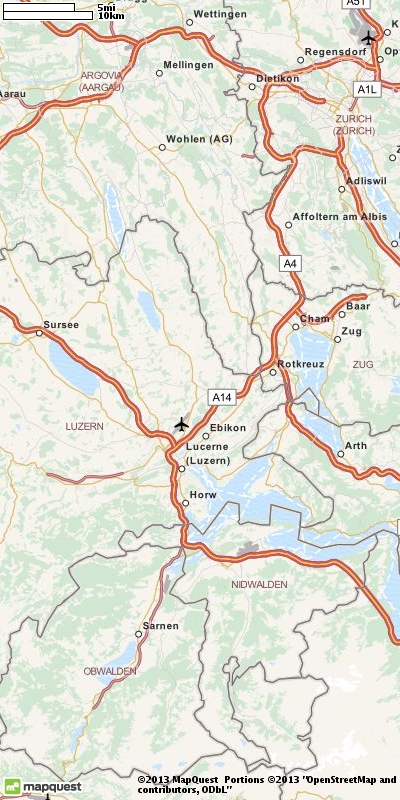 5mi
10km
Wettingen
A51
Regensdorf
Mellingen
ARGOVIA
(AARGAU)
Dietikon
Aarau
A1L
ZURICH
(ZÜRICH)
Wohlen (AG)
Adliswil
Affoltern am Albis
A4
Baar
Cham
Sursee
Zug
Rotkreuz
ZUG
A14
LUZERN
Ebikon
Lucerne
(Luzern)
Arth
Horw
NIDWALDEN
Sarnen
OBWALDEN
mapquest
©2013 MapQuest Portions ©2013 "OpenStreetMap and
contributors, ODbL"